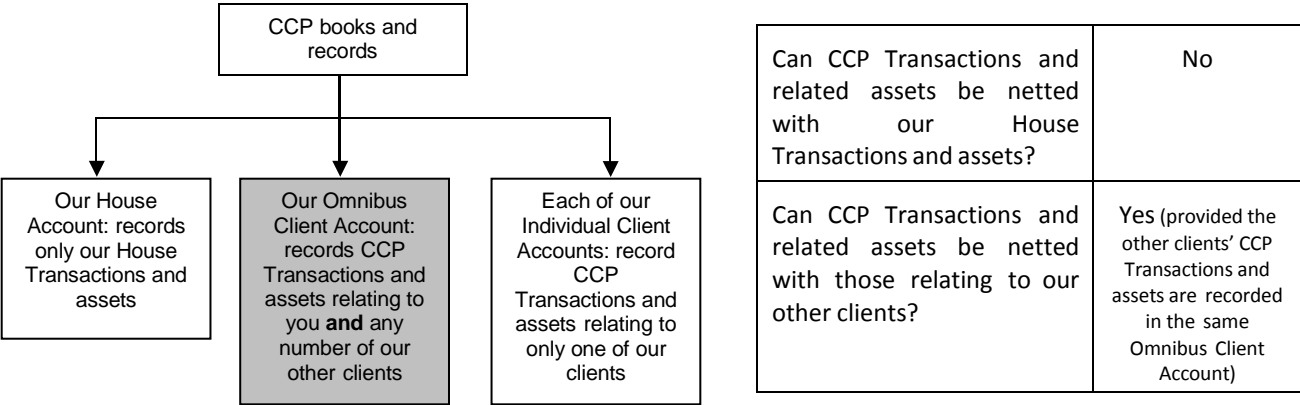 CCP books and
records
Our House
Account: records
only our House
Transactions and
assets
Our Omnibus
Client Account:
records CCP
Transactions and
assets relating to
you and any
number of our
other clients
Each of our
Individual Client
Accounts: record
CCP
Transactions and
assets relating to
only one of our
clients
Can CCP Transactions and
related assets be netted
with our House
Transactions and assets?
No
Can CCP Transactions and
related assets be netted
with those relating to our
other clients?
Yes (provided the
other clients’ CCP
Transactions and
assets are recorded
in the same
Omnibus Client
Account)